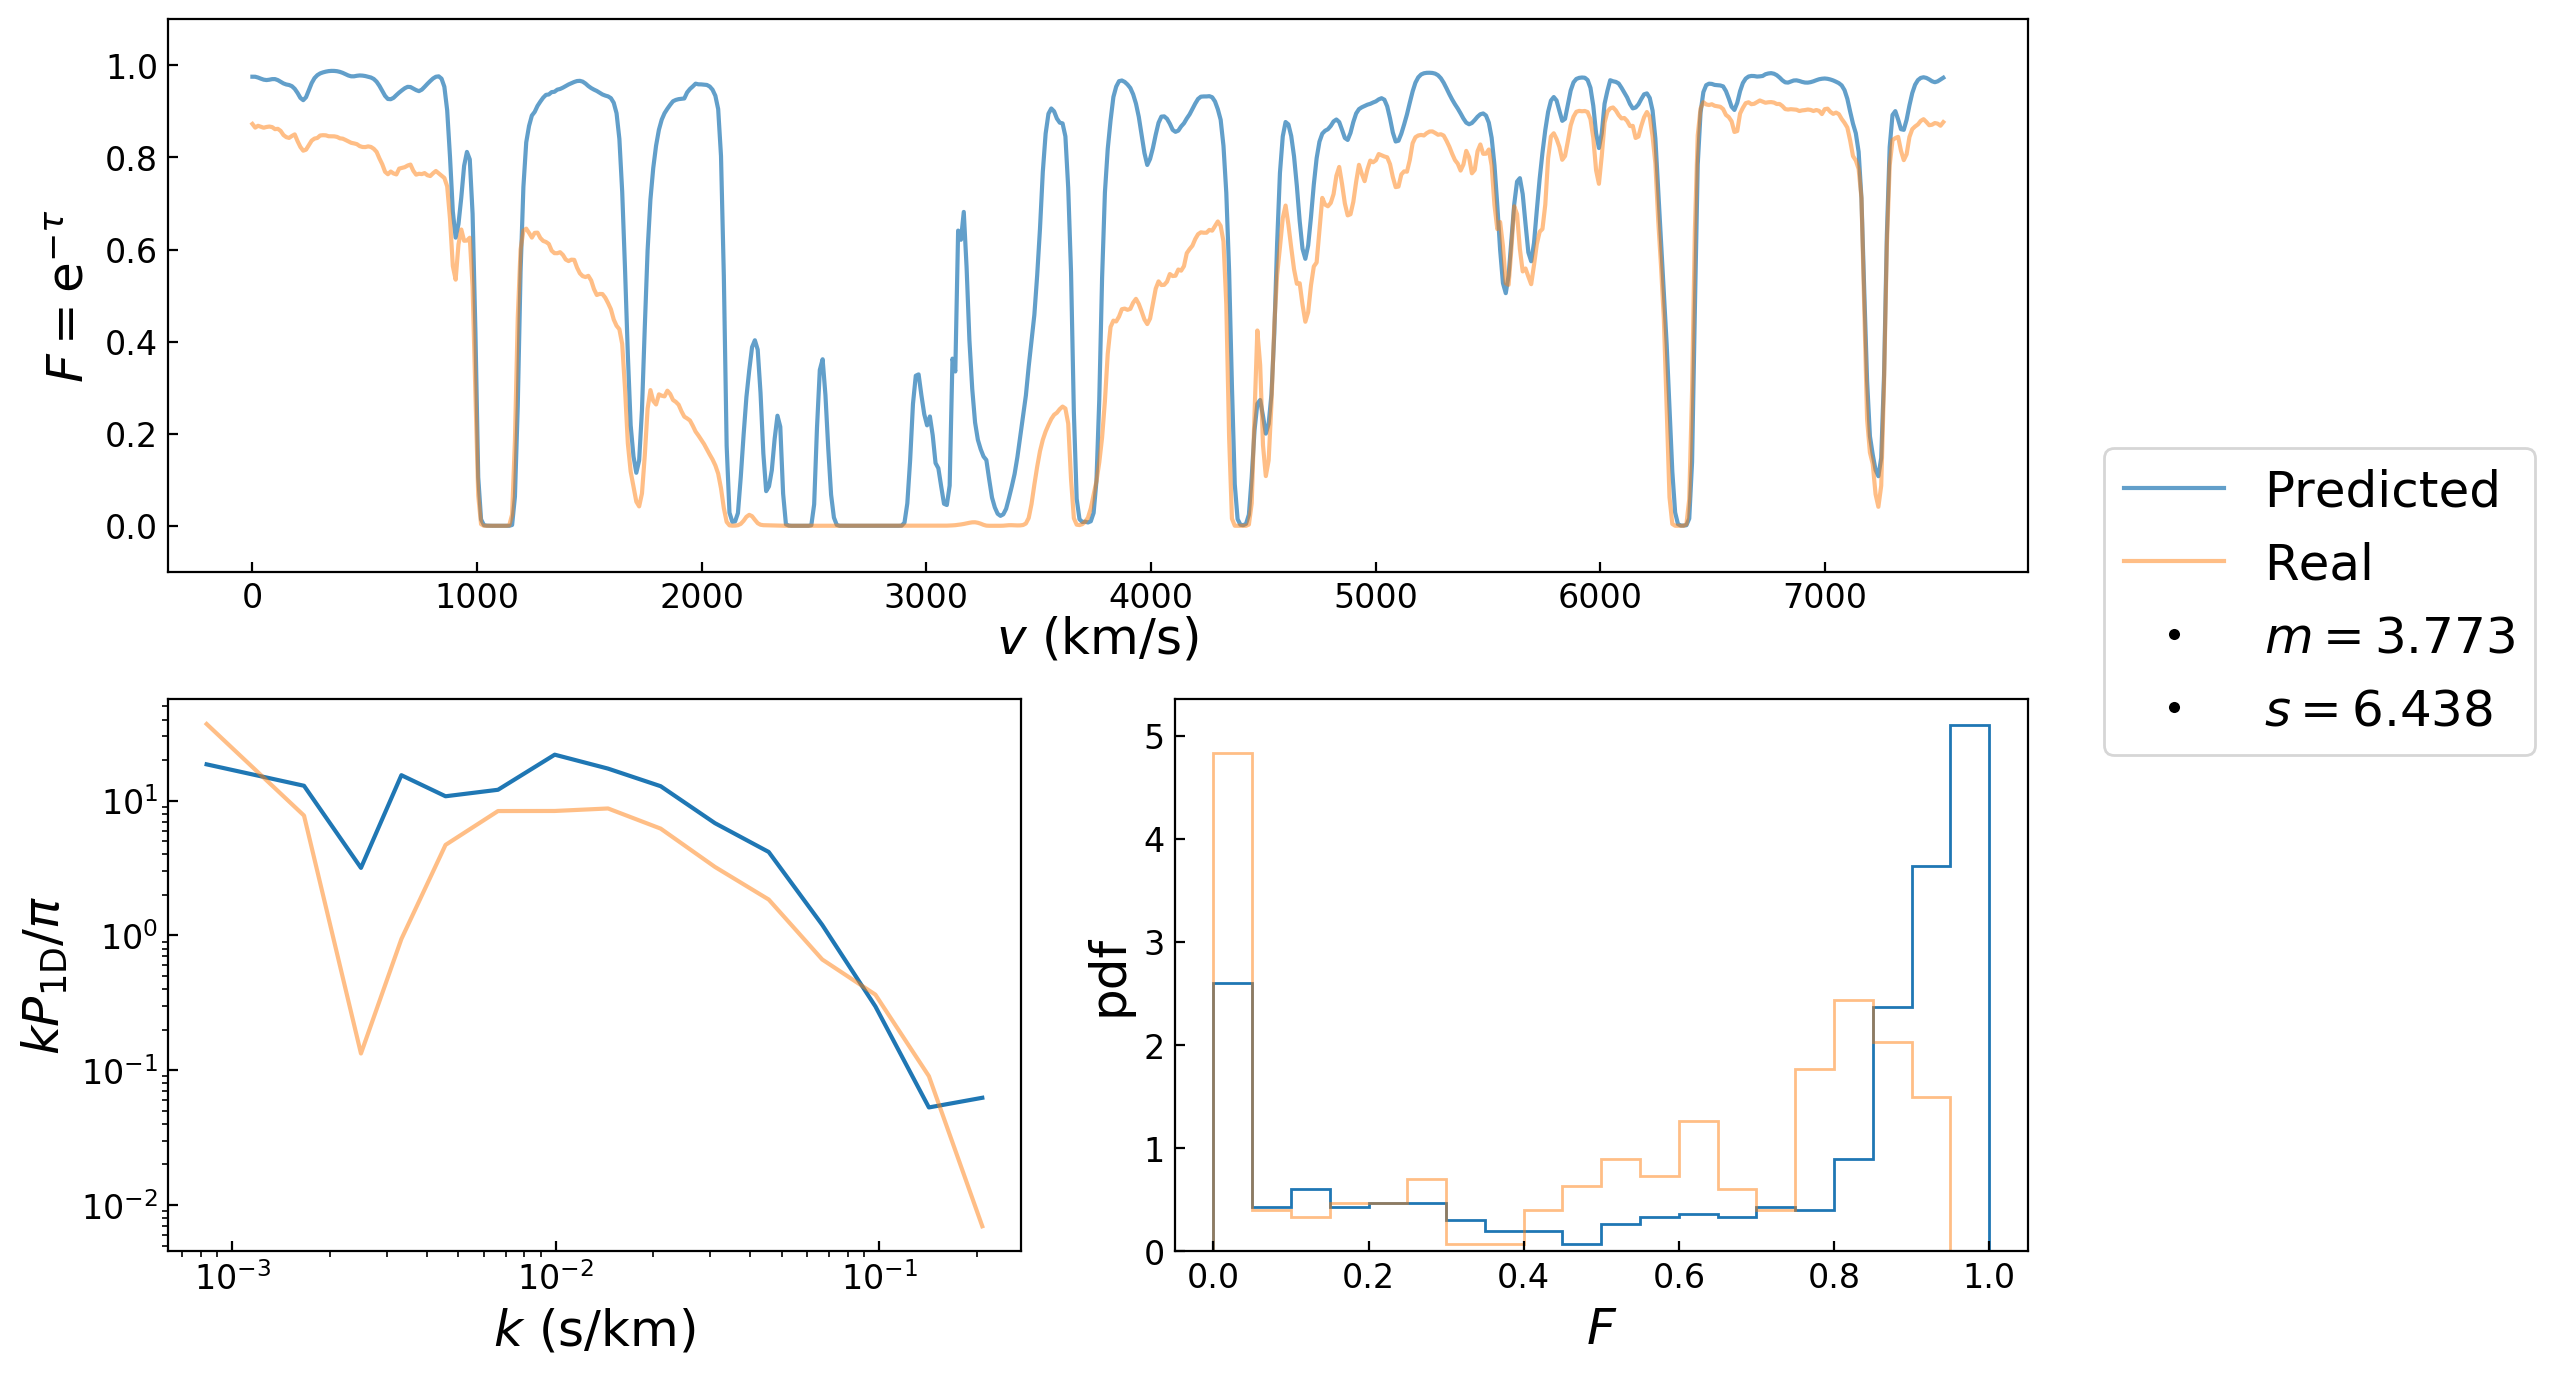 1.0
0.8
0.6
0.4
0.2
0.0
F = e^{-τ}
0 1000 2000 3000 4000 5000 6000 7000
v (km/s)
Predicted
Real
m = 3.773
s = 6.438
10^1
10^0
10^{-1}
10^{-2}
kP_{1D}/π
10^{-3} 10^{-2} 10^{-1}
k (s/km)
5
4
3
2
1
0
pdf
0.0 0.2 0.4 0.6 0.8 1.0
F